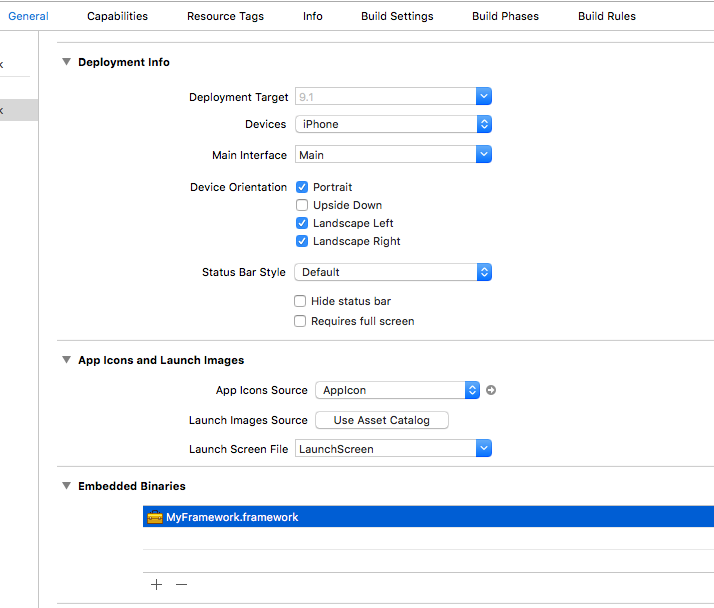 General Capabilities Resource Tags Info Build Settings Build Phases Build Rules
Deployment Info
Deployment Target 9.1
Devices iPhone
Main Interface Main
Device Orientation Portrait
Upside Down
Landscape Left
Landscape Right
Status Bar Style Default
Hide status bar
Requires full screen
App Icons and Launch Images
App Icons Source AppIcon
Launch Images Source Use Asset Catalog
Launch Screen File LaunchScreen
Embedded Binaries
MyFramework.framework